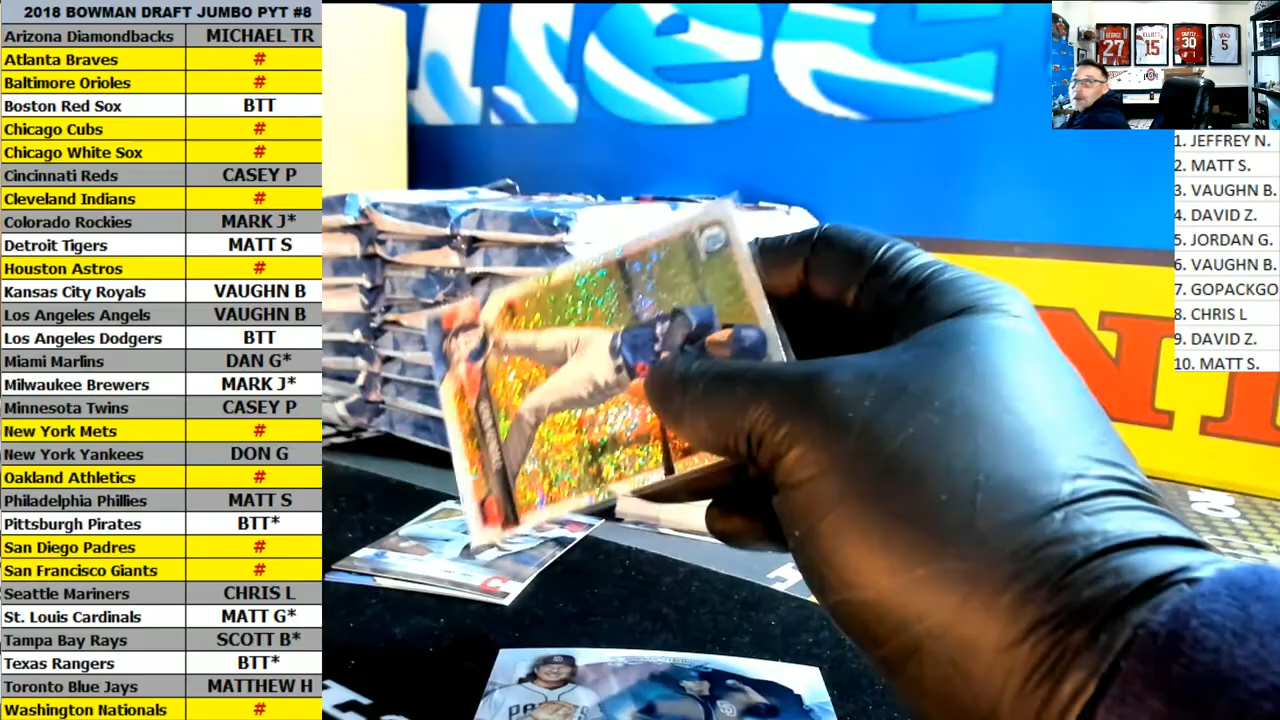 2018 BOWMAN DRAFT JUMBO PYT #8
Arizona Diamondbacks MICHAEL TR
Atlanta Braves #
Baltimore Orioles #
Boston Red Sox BTT
Chicago Cubs #
Chicago White Sox #
Cincinnati Reds CASEY P
Cleveland Indians #
Colorado Rockies MARK J*
Detroit Tigers MATT S
Houston Astros #
Kansas City Royals VAUGHN B
Los Angeles Angels VAUGHN B
Los Angeles Dodgers BTT
Miami Marlins DAN G*
Milwaukee Brewers MARK J*
Minnesota Twins CASEY P
New York Mets #
New York Yankees DON G
Oakland Athletics #
Philadelphia Phillies MATT S
Pittsburgh Pirates BTT*
San Diego Padres #
San Francisco Giants #
Seattle Mariners CHRIS L
St. Louis Cardinals MATT G*
Tampa Bay Rays SCOTT B*
Texas Rangers BTT*
Toronto Blue Jays MATTHEW H
Washington Nationals #
27
15
30
5
1. JEFFREY N.
2. MATT S.
3. VAUGHN B.
4. DAVID Z.
5. JORDAN G.
6. VAUGHN B.
7. GOPACKGO
8. CHRIS L
9. DAVID Z.
10. MATT S.
C